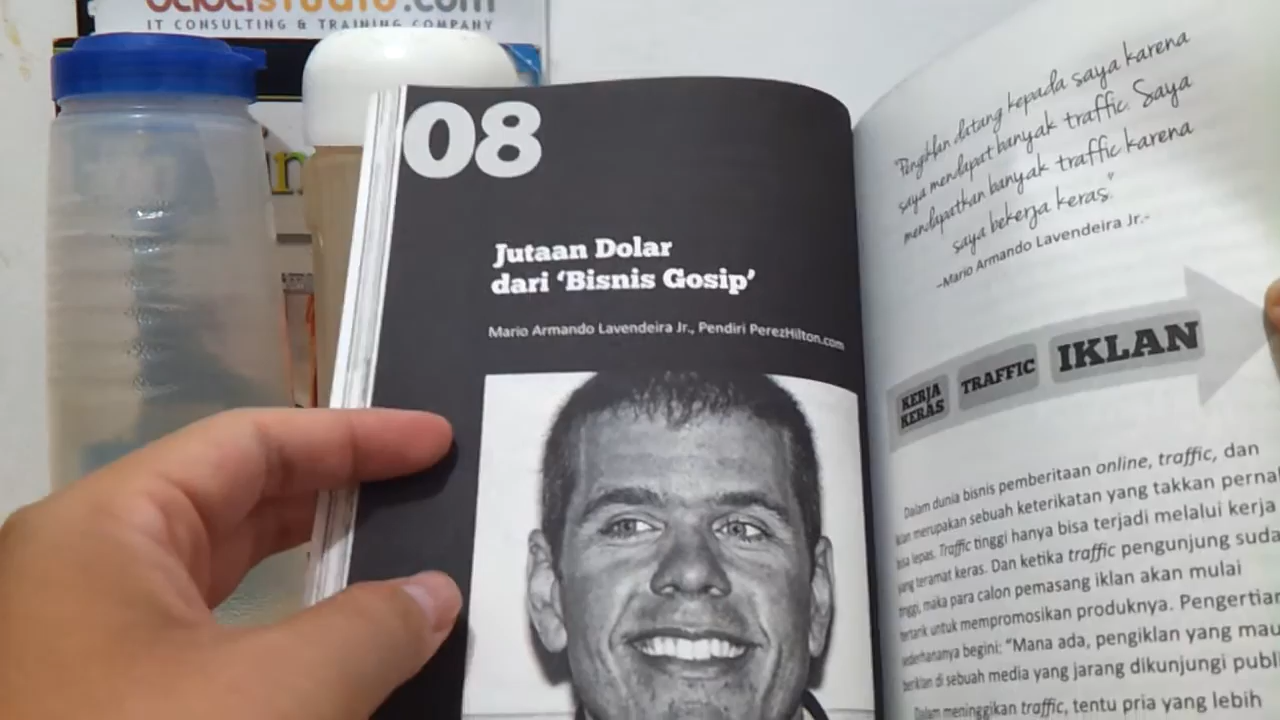 IT CONSULTING & TRAINING COMPANY
08
Jutaan Dolar
dari ‘Bisnis Gosip’
Mario Armando Lavendeira Jr., Pendiri PerezHilton.com
"Pengiklan datang kepada saya karena
saya mendapat banyak traffic. Saya
mendapatkan banyak traffic karena
saya bekerja keras."
–Mario Armando Lavendeira Jr.-
KERJA
KERAS
TRAFFIC
IKLAN
Dalam dunia bisnis pemberitaan online, traffic, dan
merupakan sebuah keterikatan yang takkan pernah
bisa lepas. Traffic tinggi hanya bisa terjadi melalui kerja
yang teramat keras. Dan ketika traffic pengunjung suda
tinggi, maka para calon pemasang iklan akan mulai
tertarik untuk mempromosikan produknya. Pengertian
sederhananya begini: “Mana ada, pengiklan yang mau
beriklan di sebuah media yang jarang dikunjungi publi
Dalam meninggikan traffic, tentu pria yang lebih